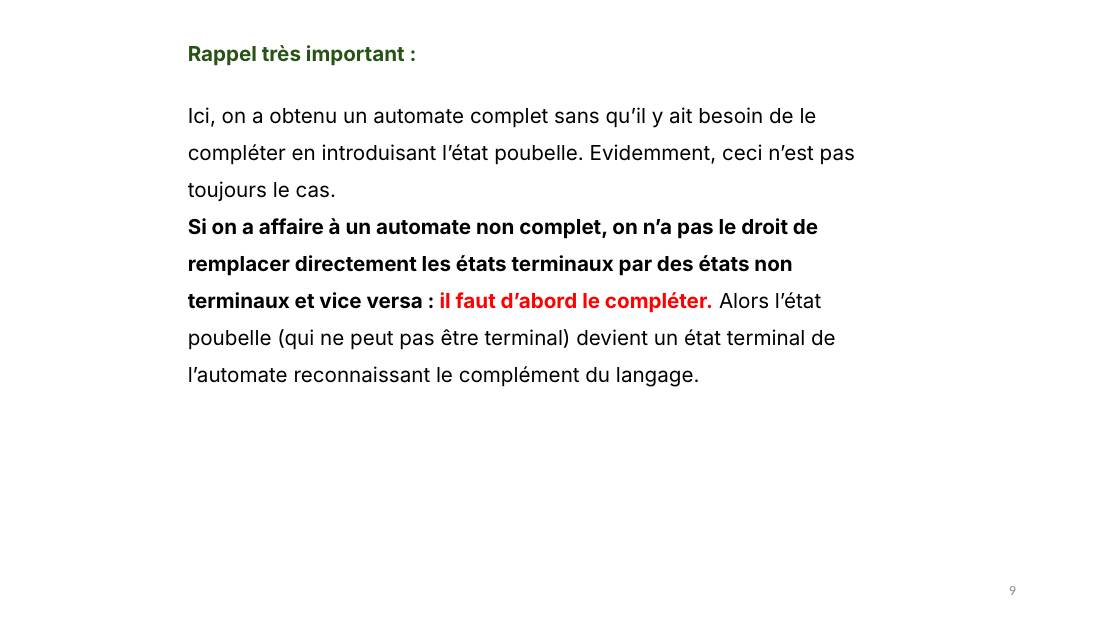 Rappel très important :
Ici, on a obtenu un automate complet sans qu’il y ait besoin de le
compléter en introduisant l’état poubelle. Evidemment, ceci n’est pas
toujours le cas.
Si on a affaire à un automate non complet, on n’a pas le droit de
remplacer directement les états terminaux par des états non
terminaux et vice versa : il faut d’abord le compléter. Alors l’état
poubelle (qui ne peut pas être terminal) devient un état terminal de
l’automate reconnaissant le complément du langage.
9